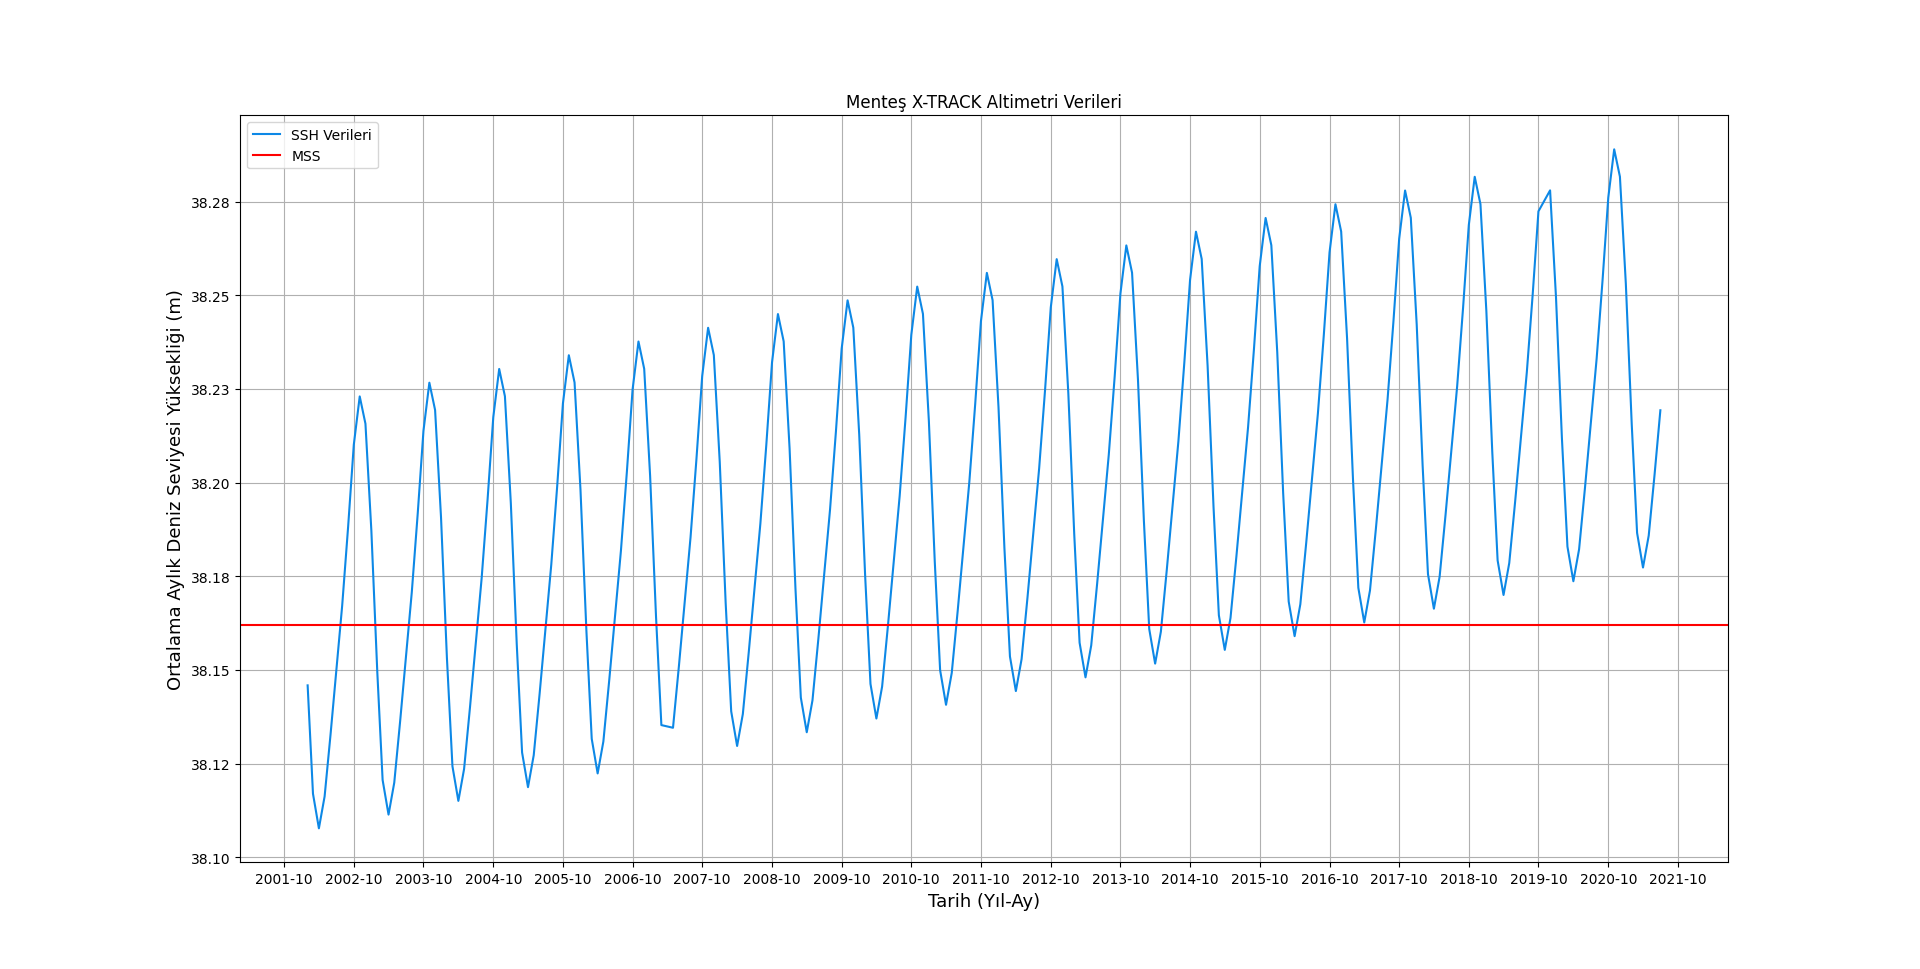 Menteş X-TRACK Altimetri Verileri
SSH Verileri
MSS
Ortalama Aylık Deniz Seviyesi Yüksekliği (m)
38.28
38.25
38.23
38.20
38.18
38.15
38.12
38.10
2001-10 2002-10 2003-10 2004-10 2005-10 2006-10 2007-10 2008-10 2009-10 2010-10 2011-10 2012-10 2013-10 2014-10 2015-10 2016-10 2017-10 2018-10 2019-10 2020-10 2021-10
Tarih (Yıl-Ay)